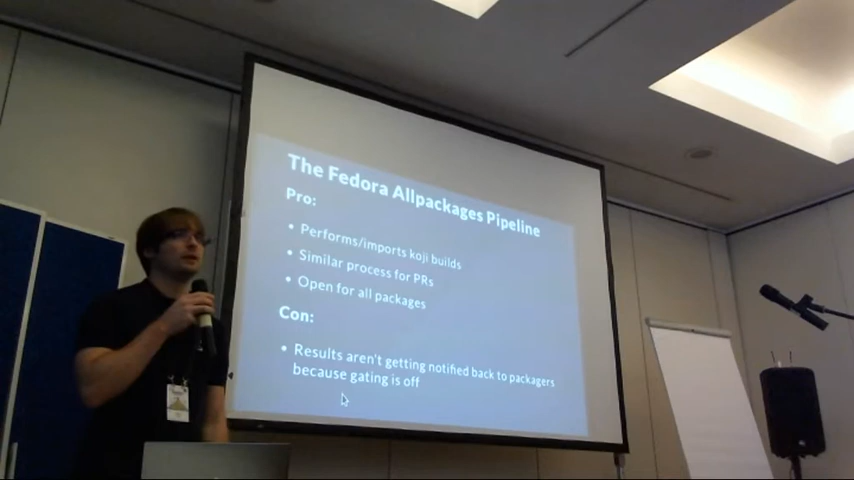 The Fedora Allpackages Pipeline
Pro:
• Performs/imports koji builds
• Similar process for PRs
• Open for all packages
Con:
• Results aren't getting notified back to packagers
because gating is off